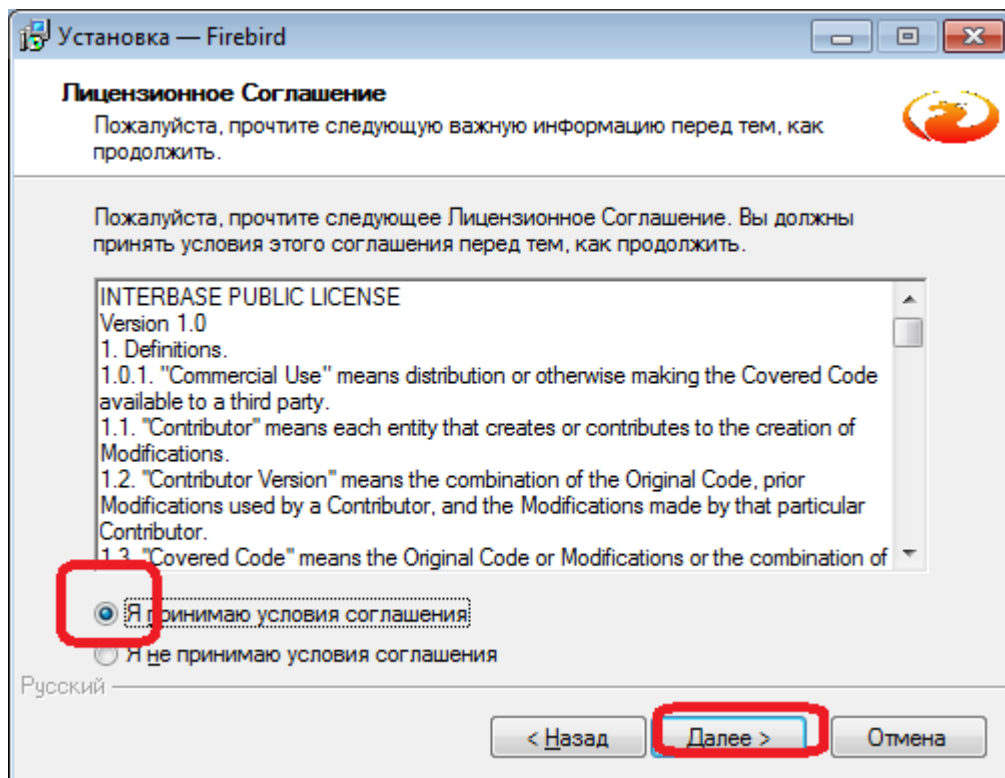 Установка — Firebird
Лицензионное Соглашение
Пожалуйста, прочтите следующую важную информацию перед тем, как
продолжить.
Пожалуйста, прочтите следующее Лицензионное Соглашение. Вы должны
принять условия этого соглашения перед тем, как продолжить.
INTERBASE PUBLIC LICENSE
Version 1.0
1. Definitions.
1.0.1. "Commercial Use" means distribution or otherwise making the Covered Code
available to a third party.
1.1. "Contributor" means each entity that creates or contributes to the creation of
Modifications.
1.2. "Contributor Version" means the combination of the Original Code, prior
Modifications used by a Contributor, and the Modifications made by that particular
Contributor.
1.3. "Covered Code" means the Original Code or Modifications or the combination of
Я принимаю условия соглашения
Я не принимаю условия соглашения
Русский
< Назад Далее > Отмена